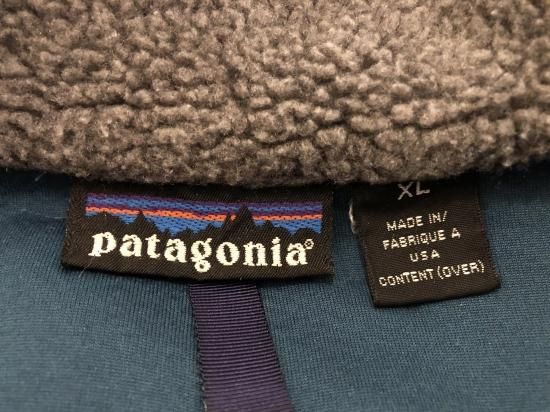 patagonia®
XL
MADE IN/
FABRIQUE A
USA
CONTENT (OVER)